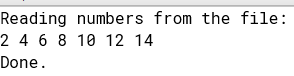 Reading numbers from the file:
2 4 6 8 10 12 14
Done.